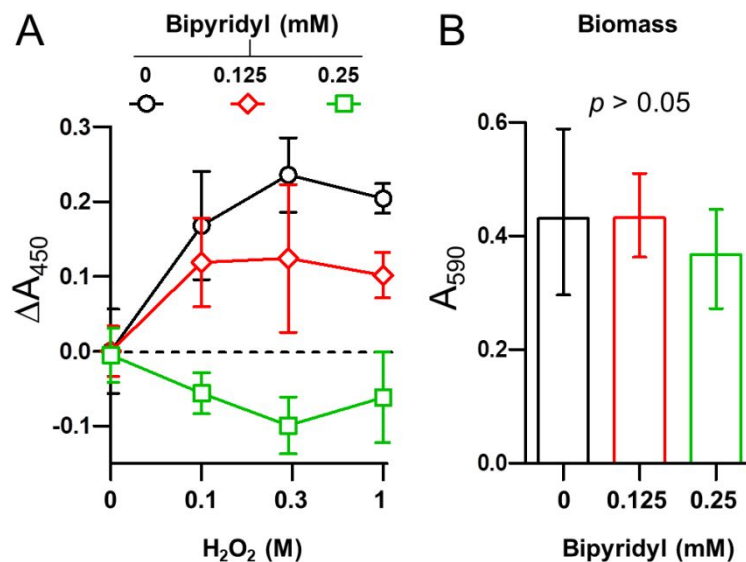 A
Bipyridyl (mM)
0 0.125 0.25
0.3
0.2
0.1
0.0
-0.1
ΔA₄₅₀
0 0.1 0.3 1
H₂O₂ (M)
B
Biomass
p > 0.05
0.6
0.4
0.2
0.0
A₅₉₀
0 0.125 0.25
Bipyridyl (mM)